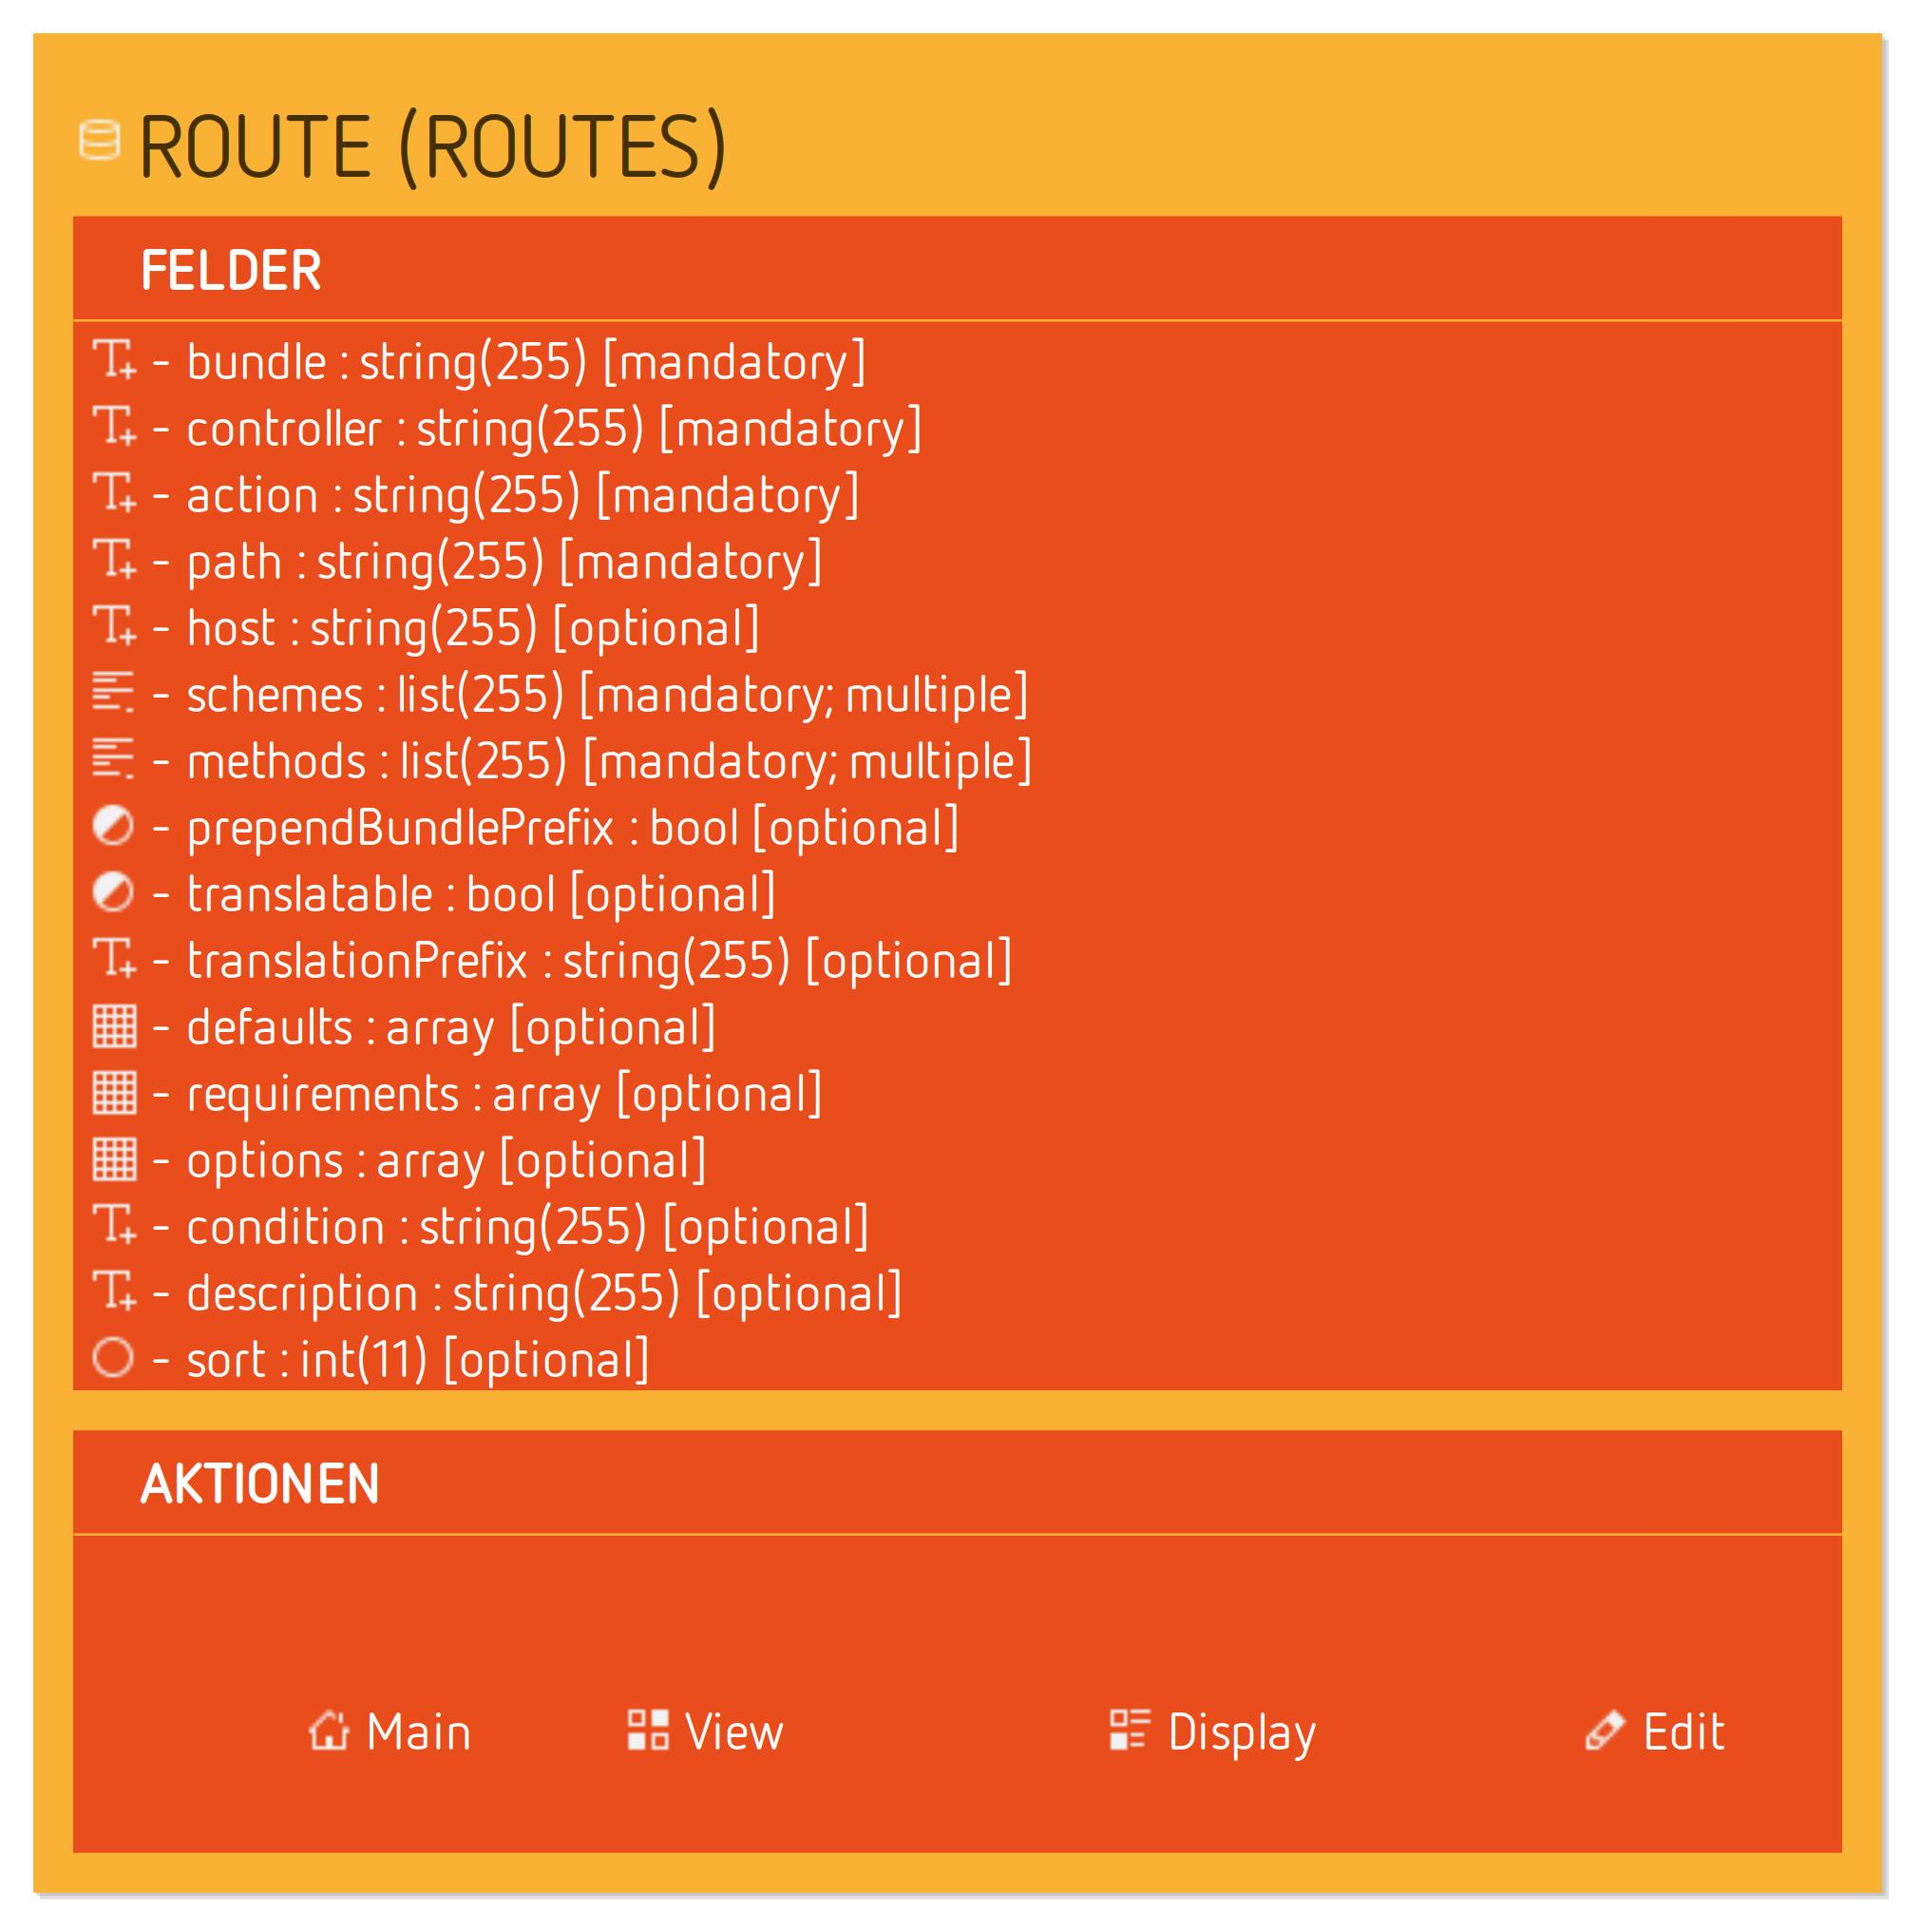 ROUTE (ROUTES)
FELDER
- bundle : string(255) [mandatory]
- controller : string(255) [mandatory]
- action : string(255) [mandatory]
- path : string(255) [mandatory]
- host : string(255) [optional]
- schemes : list(255) [mandatory; multiple]
- methods : list(255) [mandatory; multiple]
- prependBundlePrefix : bool [optional]
- translatable : bool [optional]
- translationPrefix : string(255) [optional]
- defaults : array [optional]
- requirements : array [optional]
- options : array [optional]
- condition : string(255) [optional]
- description : string(255) [optional]
- sort : int(11) [optional]
AKTIONEN
Main View Display Edit